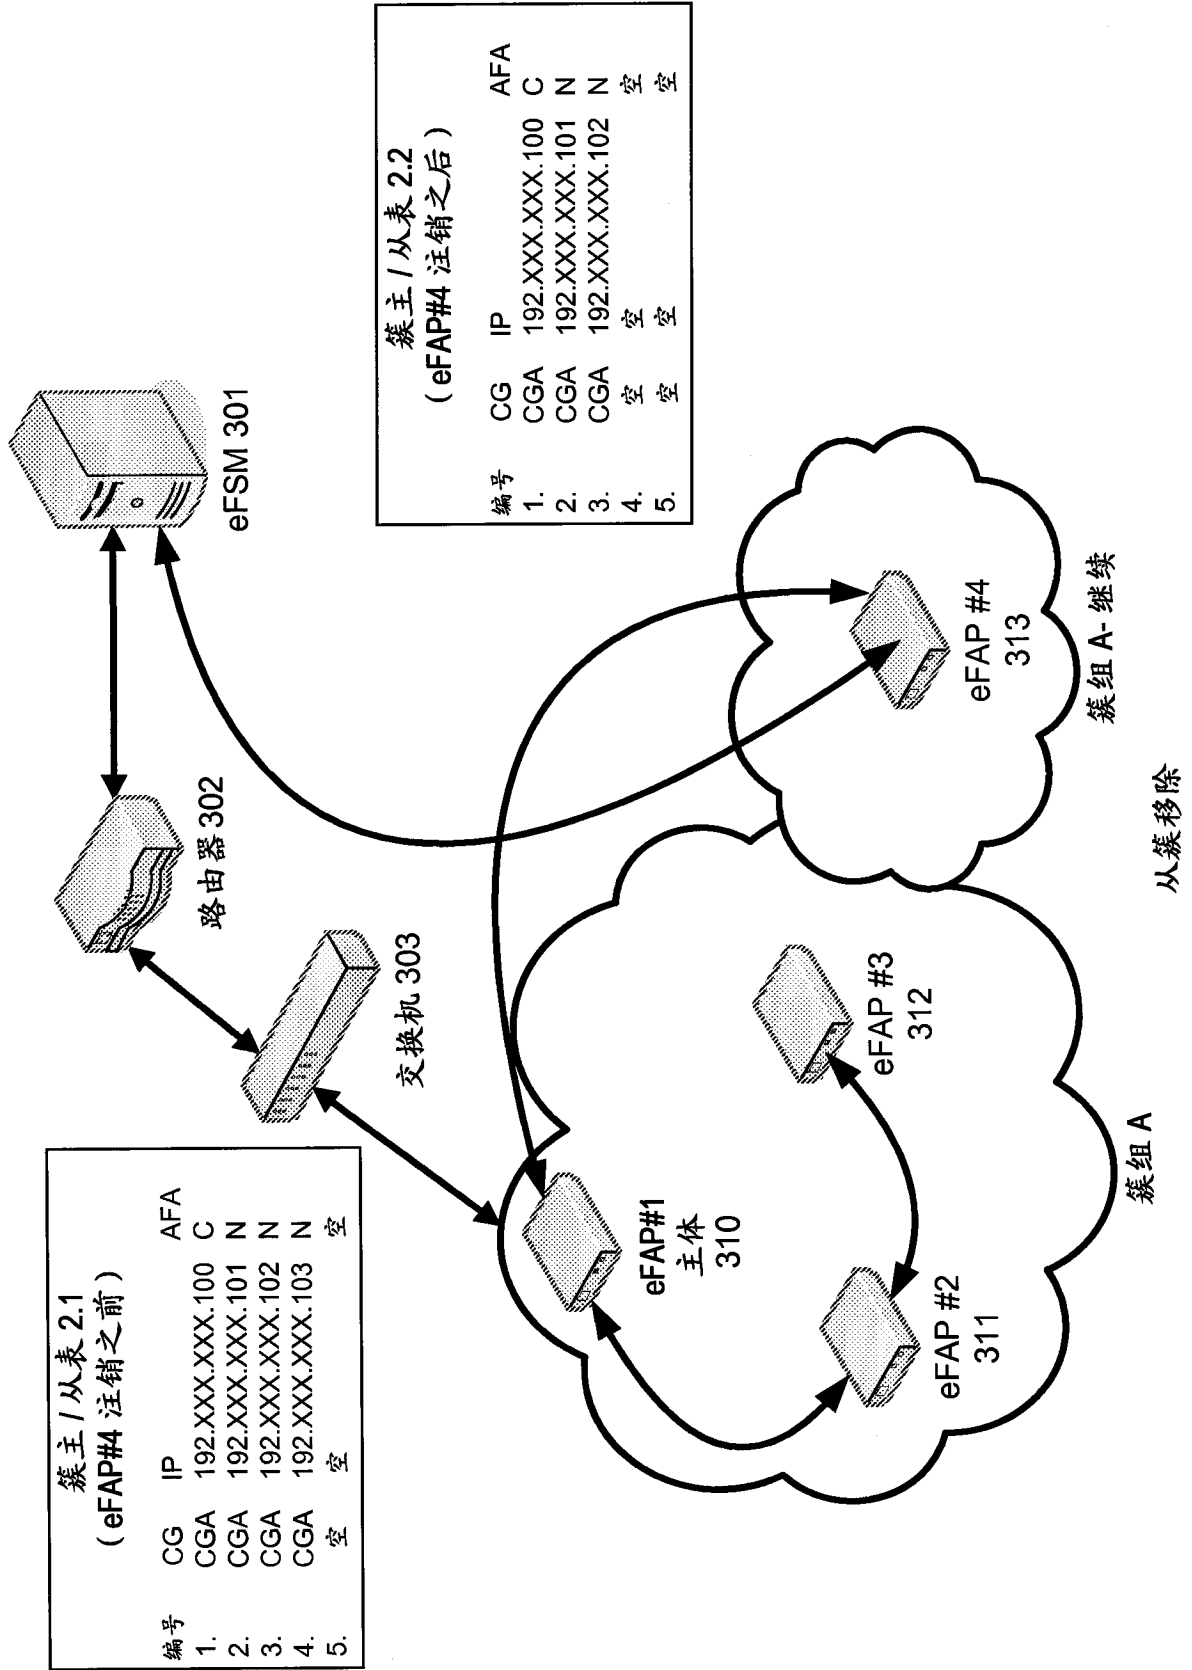 簇主/从表 2.1
(eFAP#4 注销之前)
编号 CG IP AFA
1. CGA 192.XXX.XXX.100 C
2. CGA 192.XXX.XXX.101 N
3. CGA 192.XXX.XXX.102 N
4. CGA 192.XXX.XXX.103 N
5. 空 空 空
交换机 303
路由器 302
eFSM 301
簇主/从表 2.2
(eFAP#4 注销之后)
编号 CG IP AFA
1. CGA 192.XXX.XXX.100 C
2. CGA 192.XXX.XXX.101 N
3. CGA 192.XXX.XXX.102 N
4. 空 空 空
5. 空 空 空
eFAP#1
主体
310
eFAP #2
311
eFAP #3
312
eFAP #4
313
簇组 A
簇组 A-继续
从簇移除